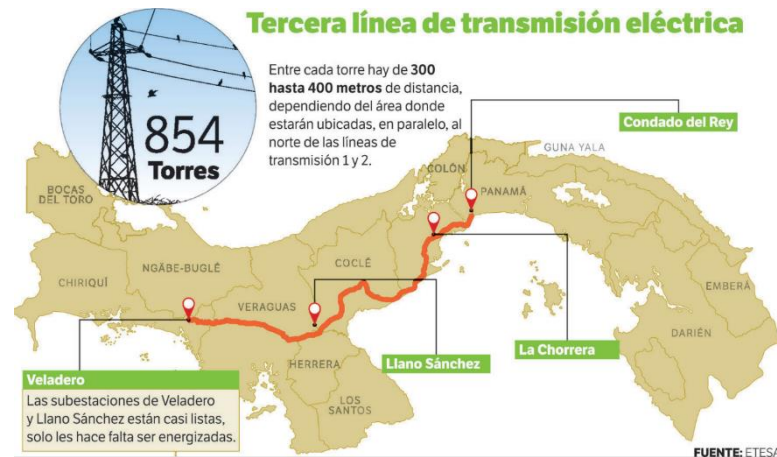 Tercera línea de transmisión eléctrica
854
Torres
Entre cada torre hay de 300
hasta 400 metros de distancia,
dependiendo del área donde
estarán ubicadas, en paralelo, al
norte de las líneas de
transmisión 1 y 2.
Condado del Rey
GUNA YALA
COLÓN
PANAMÁ
BOCAS
DEL TORO
NGÄBE-BUGLÉ
COCLÉ
CHIRIQUÍ
VERAGUAS
EMBERÁ
DARIÉN
HERRERA
LOS
SANTOS
Llano Sánchez
La Chorrera
Veladero
Las subestaciones de Veladero
y Llano Sánchez están casi listas,
solo les hace falta ser energizadas.
FUENTE: ETESA